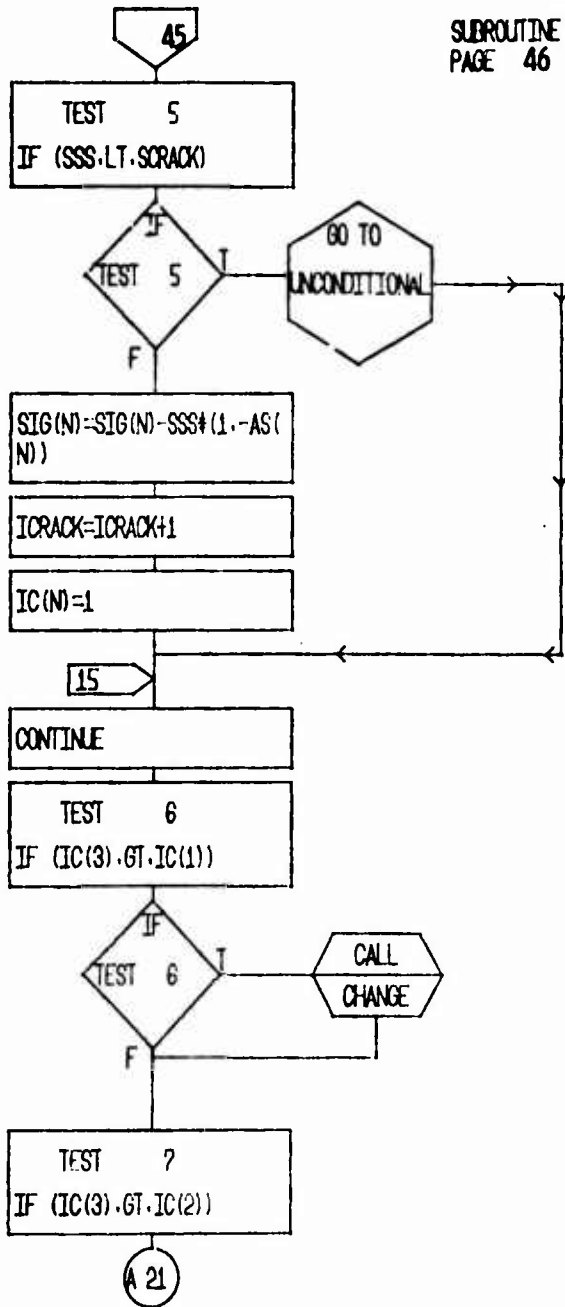 45
SUBROUTINE
PAGE 46
TEST 5
IF (SSS.LT.SCRACK)
IF
TEST 5
T
F
GO TO
UNCONDITIONAL
SIG(N)=SIG(N)-SSS*(1.-AS(
N))
ICRACK=ICRACK+1
IC(N)=1
15
CONTINUE
TEST 6
IF (IC(3).GT.IC(1))
IF
TEST 6
T
F
CALL
CHANGE
TEST 7
IF (IC(3).GT.IC(2))
A 21